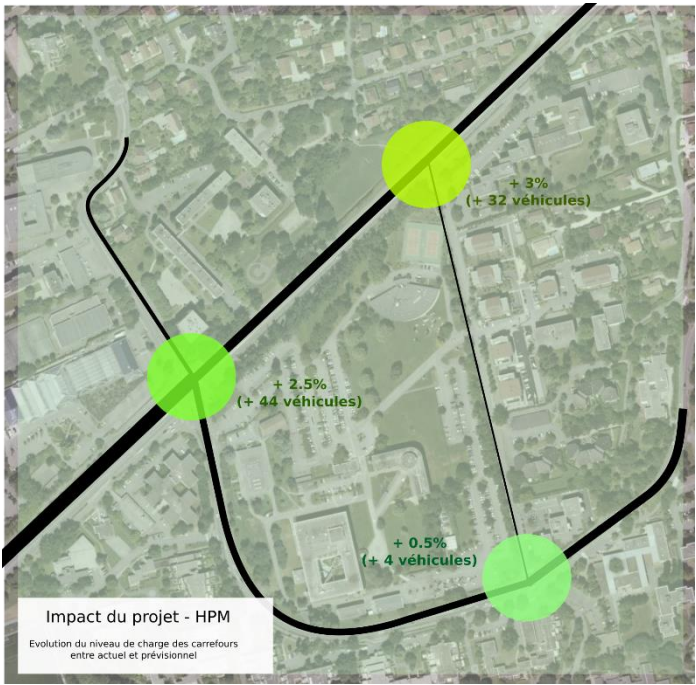 + 3%
(+ 32 véhicules)
+ 2.5%
(+ 44 véhicules)
+ 0.5%
(+ 4 véhicules)
Impact du projet - HPM
Evolution du niveau de charge des carrefours
entre actuel et prévisionnel